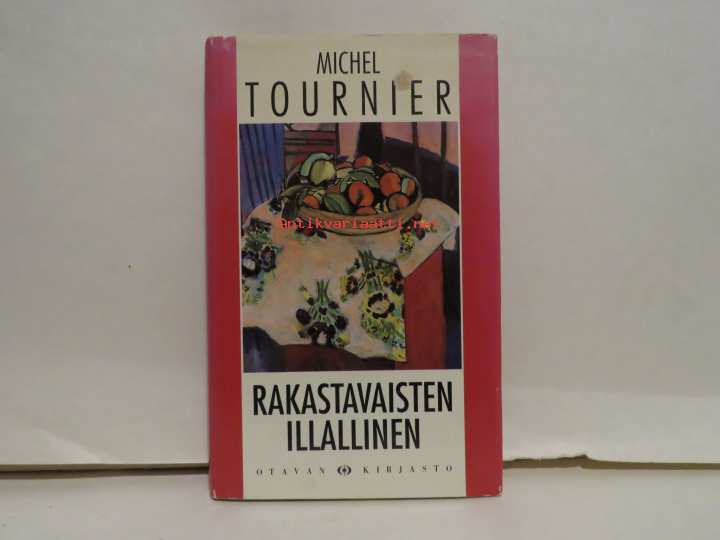 MICHEL
TOURNIER
antikvariaatti.net
RAKASTAVAISTEN
ILLALLINEN
OTAVAN KIRJASTO